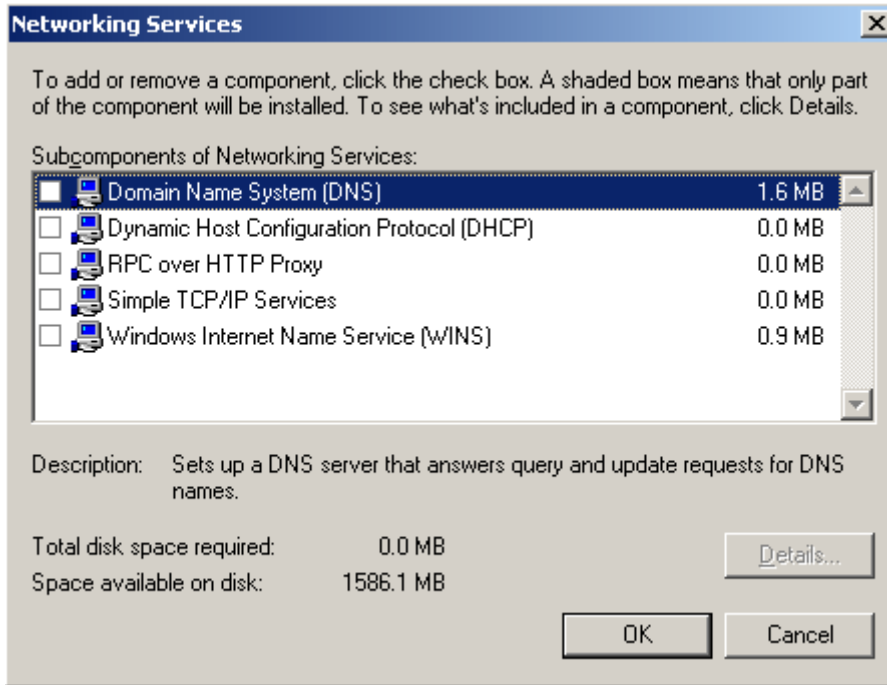 Networking Services
To add or remove a component, click the check box. A shaded box means that only part
of the component will be installed. To see what's included in a component, click Details.
Subcomponents of Networking Services:
Domain Name System (DNS) 1.6 MB
Dynamic Host Configuration Protocol (DHCP) 0.0 MB
RPC over HTTP Proxy 0.0 MB
Simple TCP/IP Services 0.0 MB
Windows Internet Name Service (WINS) 0.9 MB
Description: Sets up a DNS server that answers query and update requests for DNS
names.
Total disk space required: 0.0 MB
Space available on disk: 1586.1 MB
Details...
OK Cancel